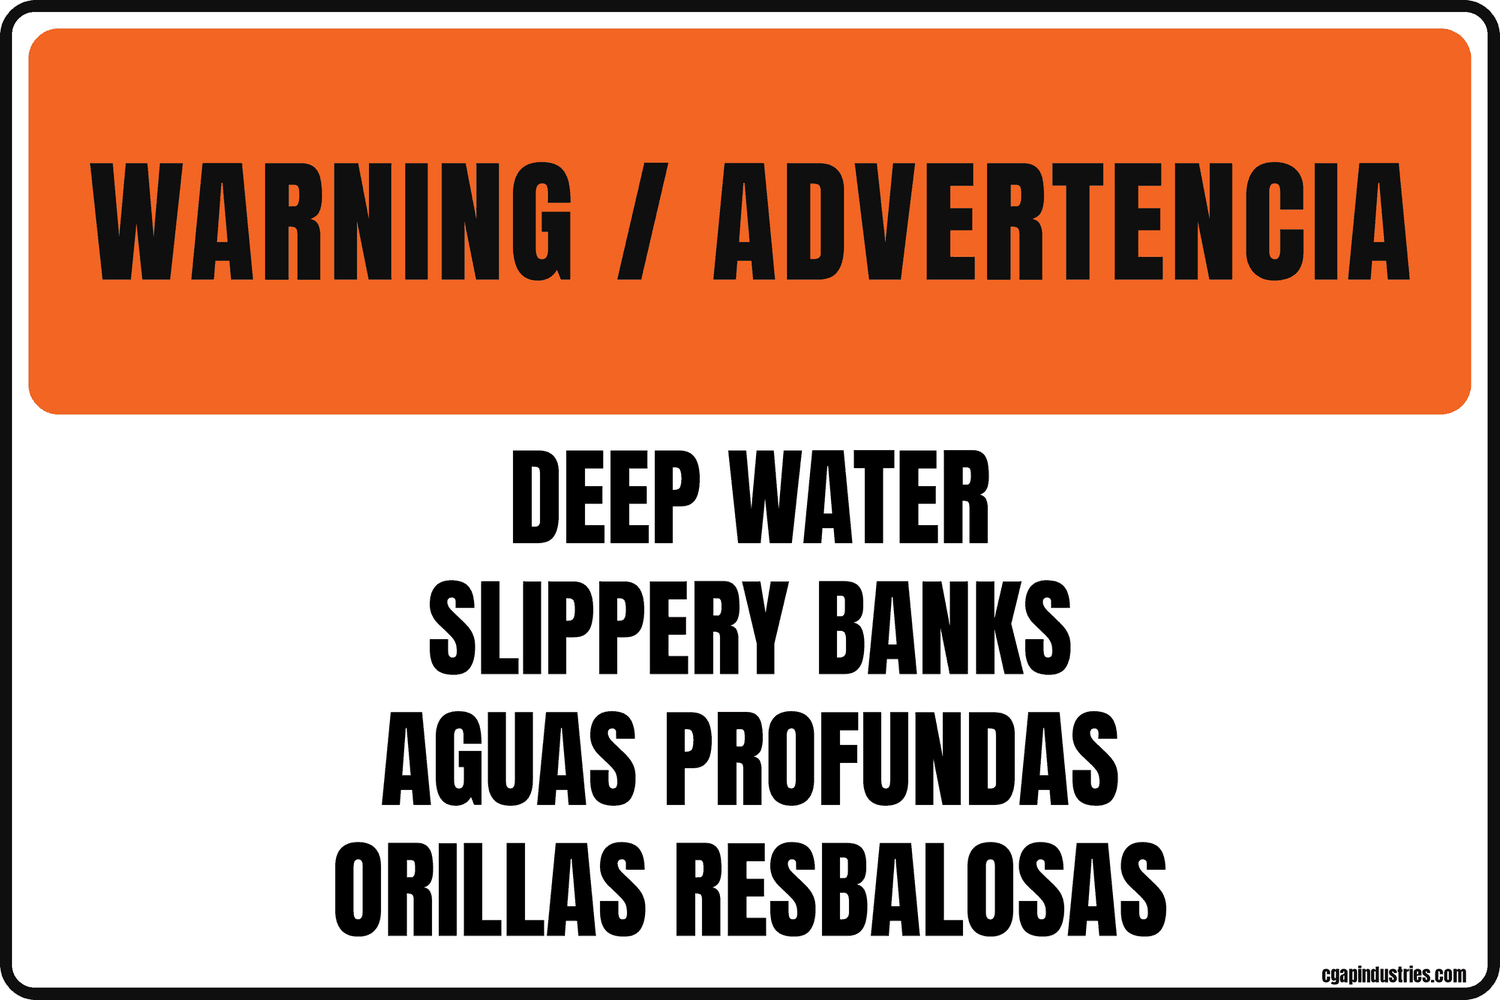 WARNING / ADVERTENCIA
DEEP WATER
SLIPPERY BANKS
AGUAS PROFUNDAS
ORILLAS RESBALOSAS
cgapindustries.com